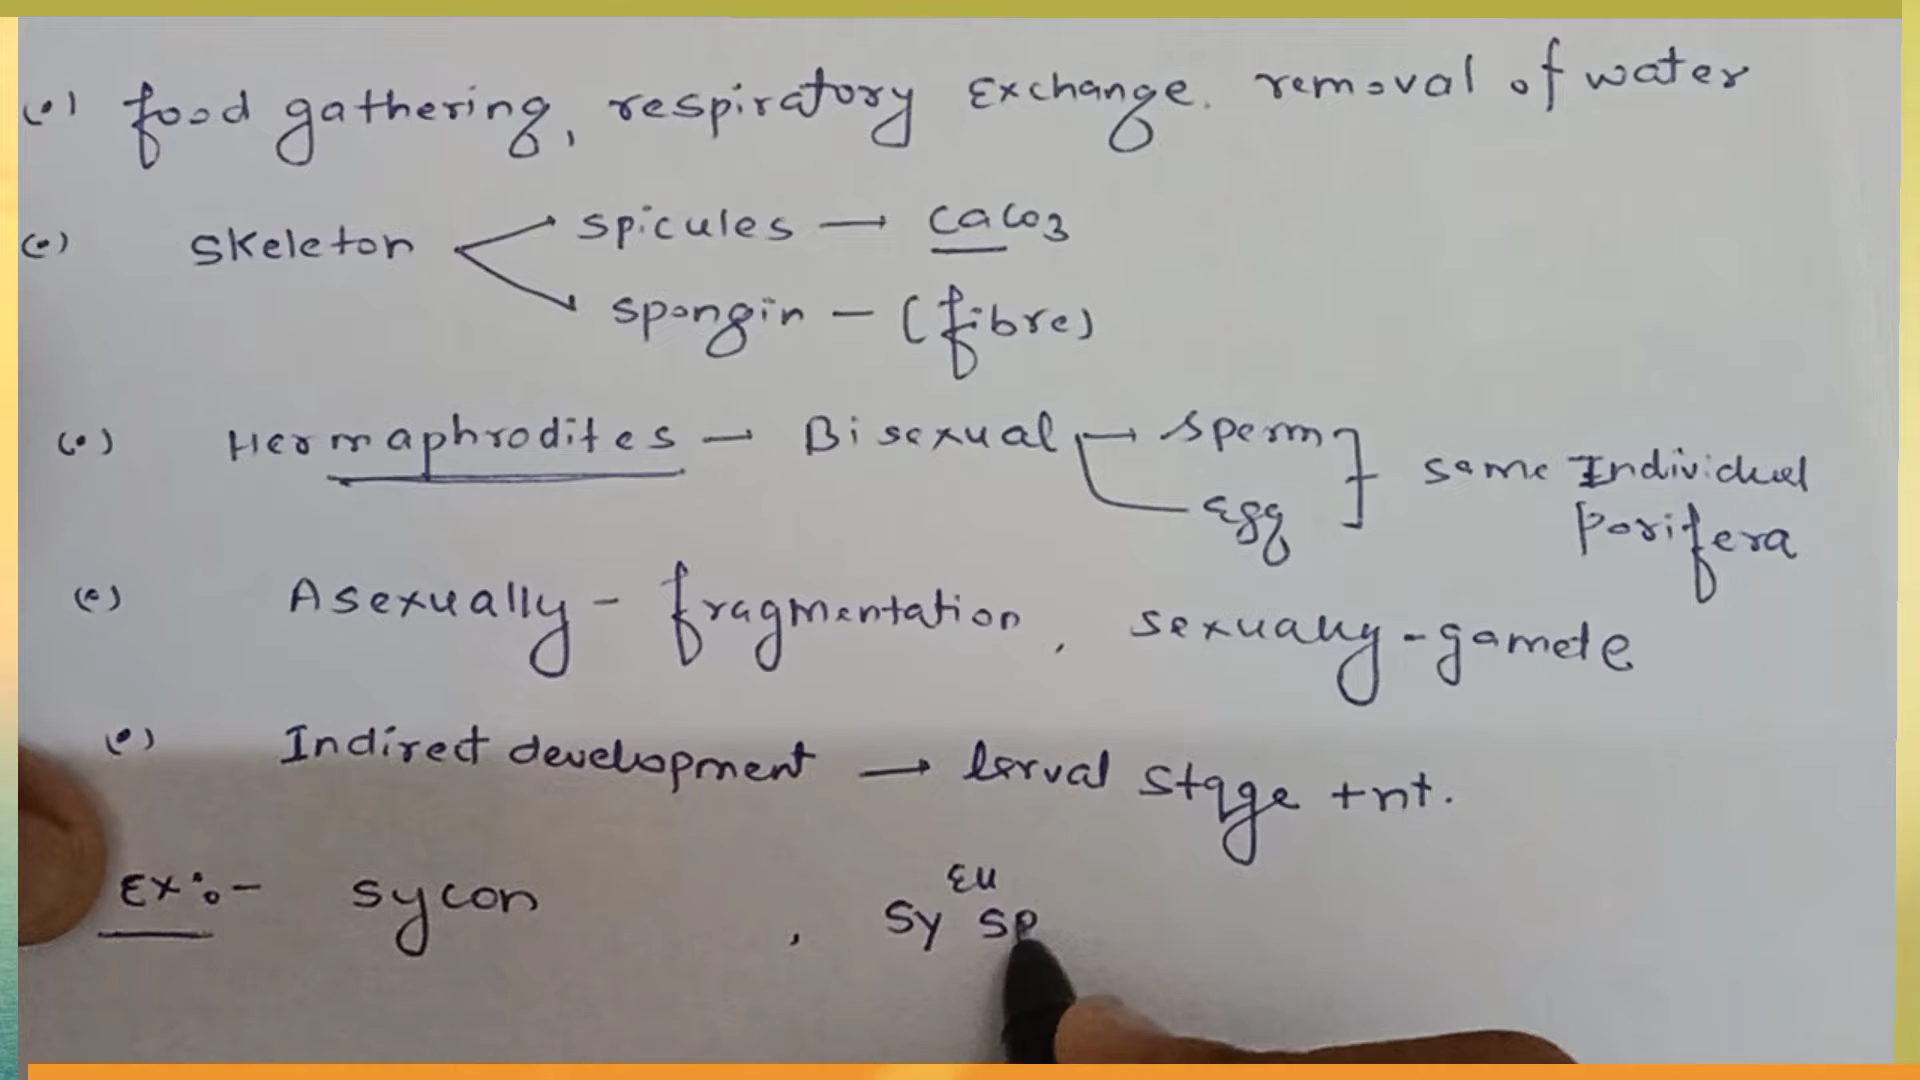 (•) food gathering, respiratory Exchange. removal of water
(•) Skeleton → spicules → CaCO3
→ spongin - (fibre)
(•) Hermaphrodites → Bisexual → Sperm
Egg
same Individual
Porifera
(•) Asexually - fragmentation, sexually - gamete
(•) Indirect development → larval stage +nt.
Ex:- Sycon , Sy Eu Sp